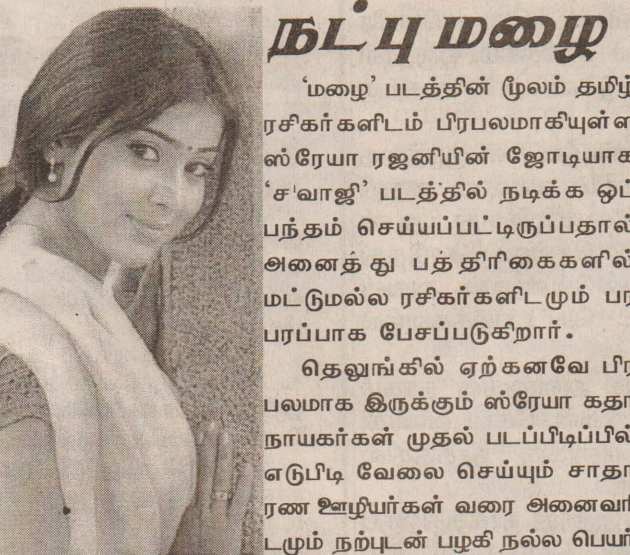 நட்பு மழை
'மழை' படத்தின் மூலம் தமிழ்
ரசிகர்களிடம் பிரபலமாகியுள்ள
ஸ்ரேயா ரஜனியின் ஜோடியாக
'சிவாஜி' படத்தில் நடிக்க ஒப்
பந்தம் செய்யப்பட்டிருப்பதால்
அனைத்து பத்திரிகைகளில்
மட்டுமல்ல ரசிகர்களிடமும் பர
பரப்பாக பேசப்படுகிறார்.
தெலுங்கில் ஏற்கனவே பிர
பலமாக இருக்கும் ஸ்ரேயா கதா
நாயகர்கள் முதல் படப்பிடிப்பில்
எடுபிடி வேலை செய்யும் சாதா
ரண ஊழியர்கள் வரை அனைவரி
டமும் நற்புடன் பழகி நல்ல பெயர்